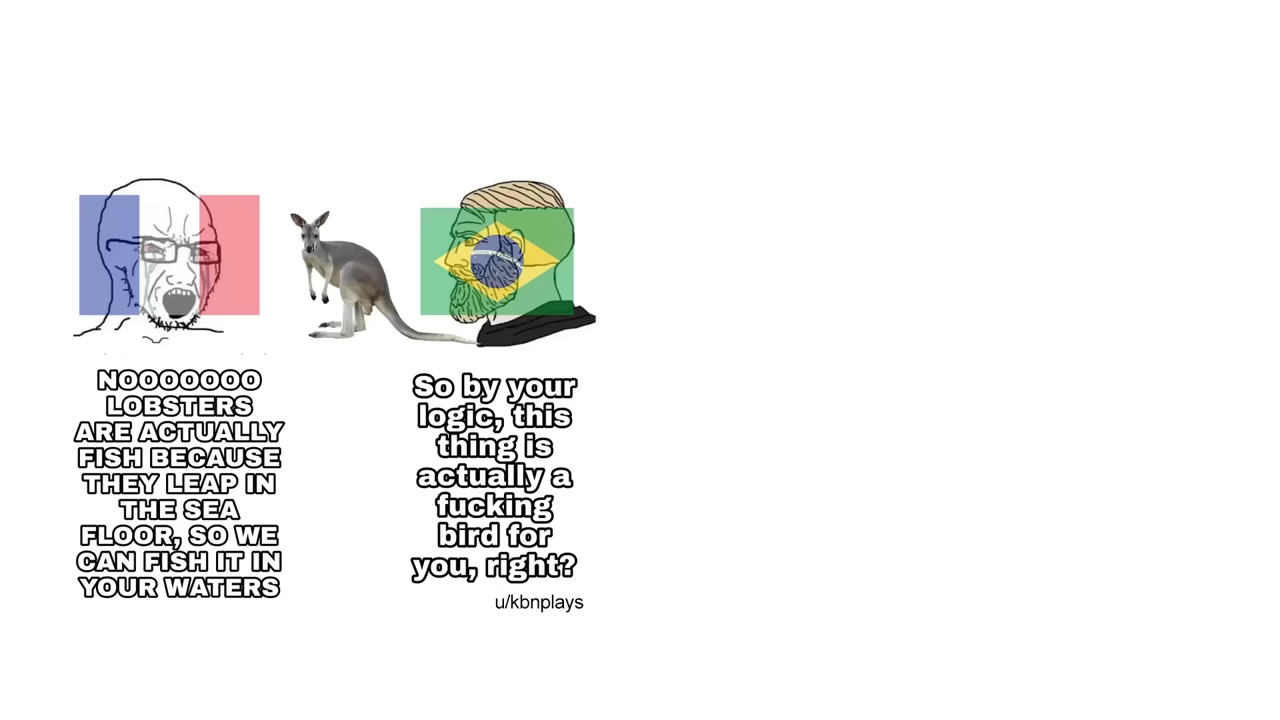 NOOOOOOO
LOBSTERS
ARE ACTUALLY
FISH BECAUSE
THEY LEAP IN
THE SEA
FLOOR, SO WE
CAN FISH IT IN
YOUR WATERS
So by your
logic, this
thing is
actually a
fucking
bird for
you, right?
u/kbnplays